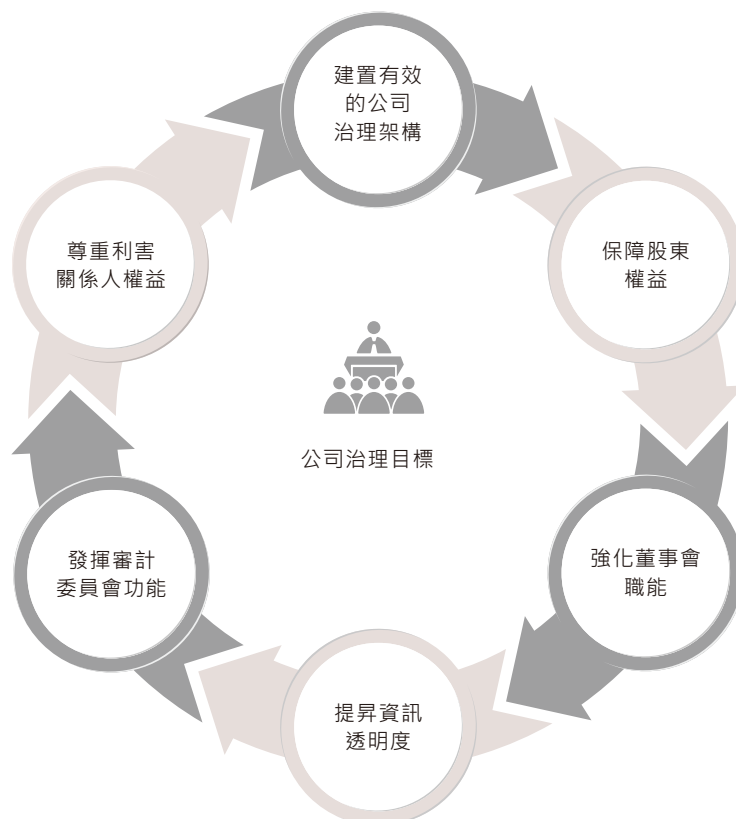 建置有效
的公司
治理架構
保障股東
權益
強化董事會
職能
提昇資訊
透明度
發揮審計
委員會功能
尊重利害
關係人權益
公司治理目標